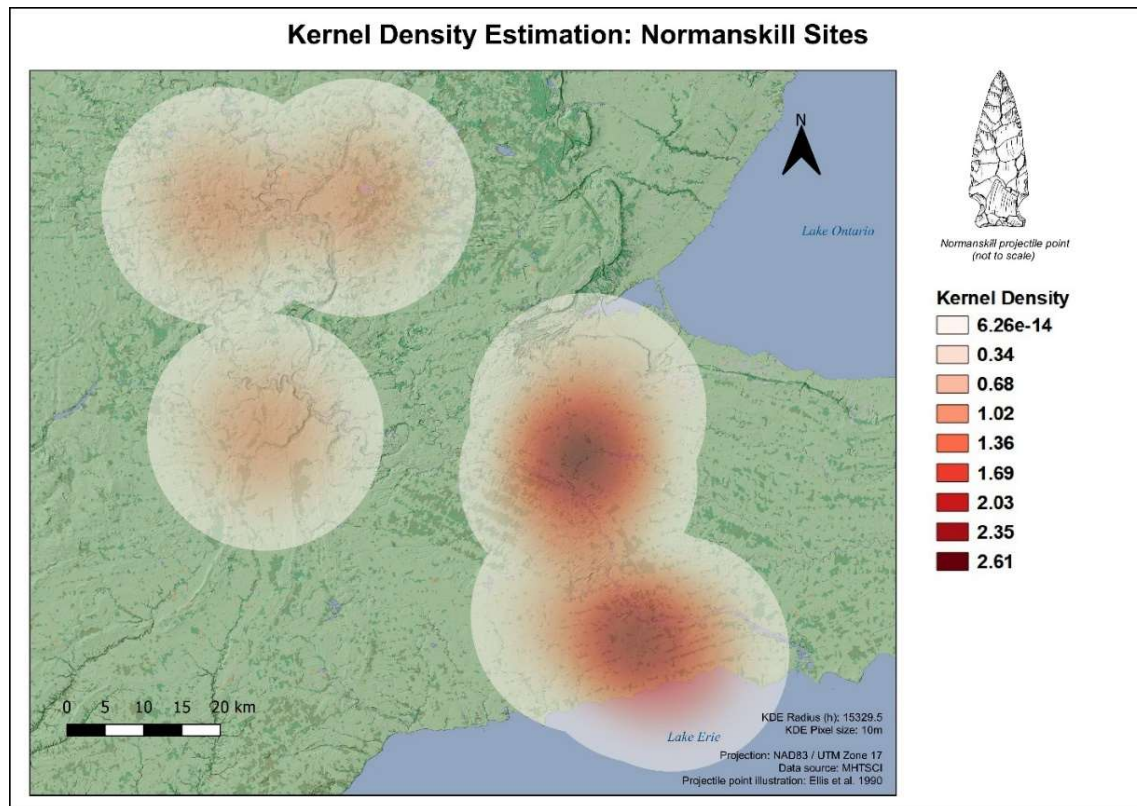 Kernel Density Estimation: Normanskill Sites
N
Lake Ontario
Normanskill projectile point
(not to scale)
Kernel Density
6.26e-14
0.34
0.68
1.02
1.36
1.69
2.03
2.35
2.61
0 5 10 15 20 km
Lake Erie
KDE Radius (h): 15329.5
KDE Pixel size: 10m
Projection: NAD83 / UTM Zone 17
Data source: MHTSCI
Projectile point illustration: Ellis et al. 1990